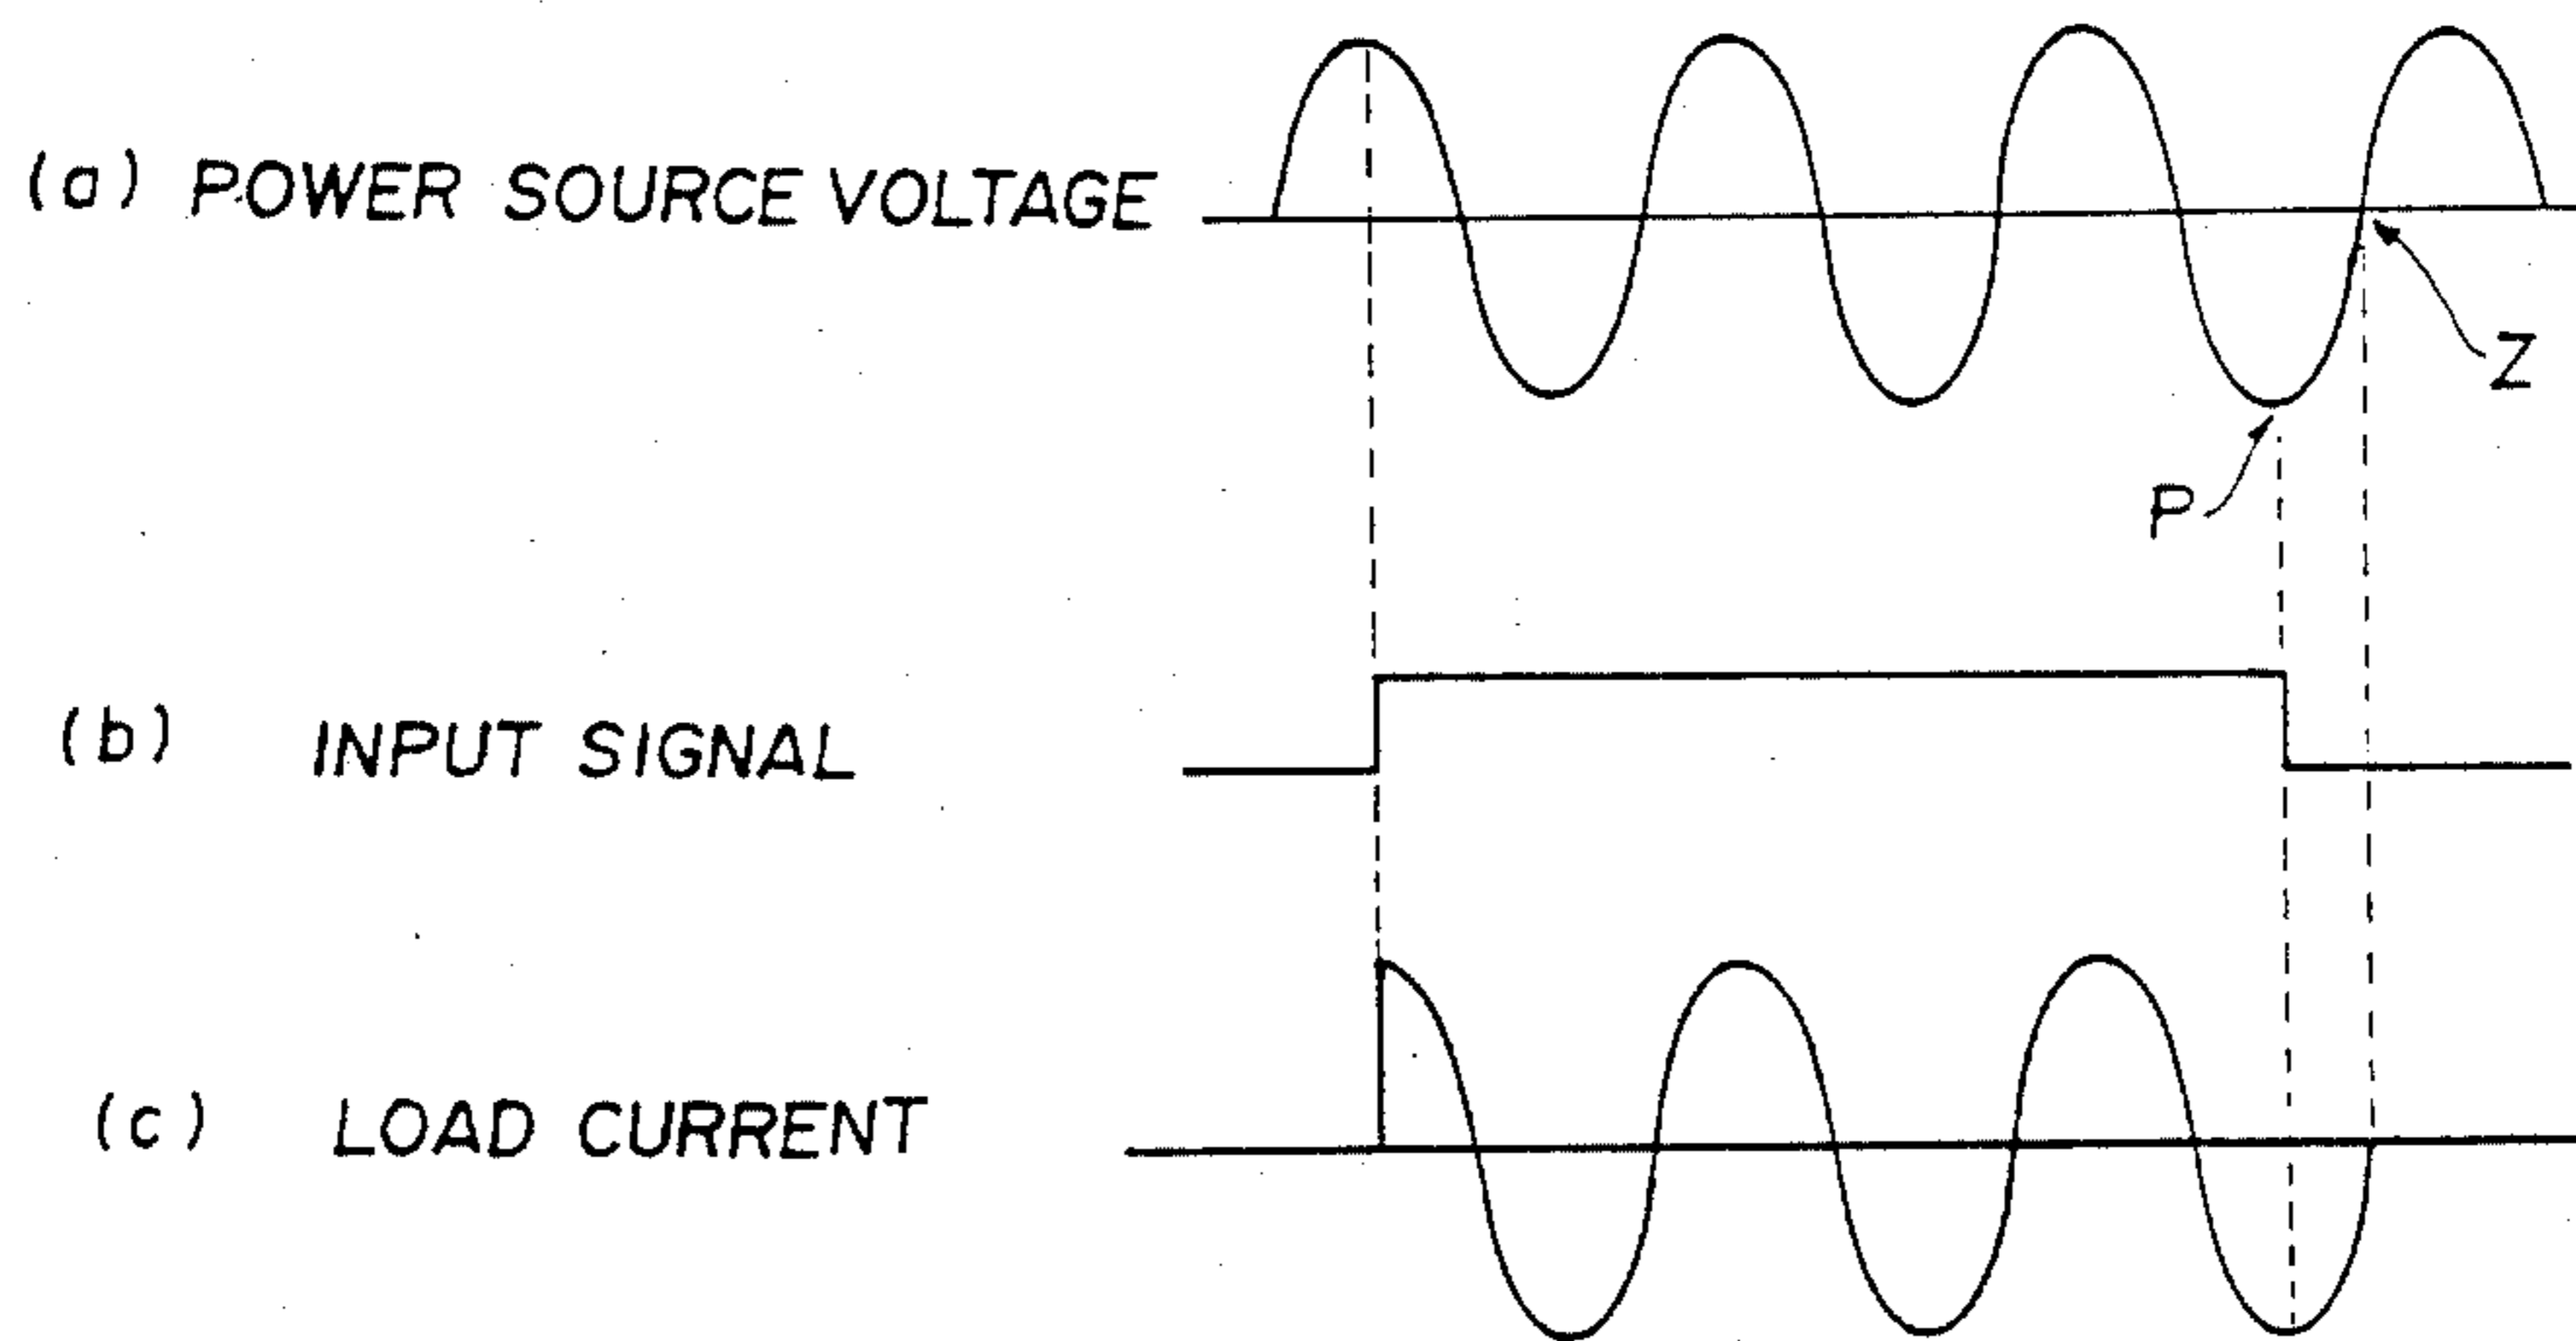 (a) POWER SOURCE VOLTAGE
Z
P
(b) INPUT SIGNAL
(c) LOAD CURRENT